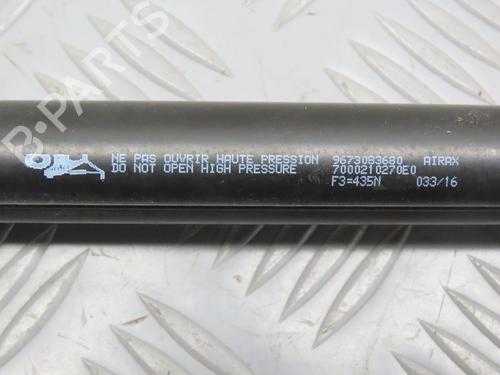 B-PARTS
NE PAS OUVRIR HAUTE PRESSION 9673083680 AIRAX
DO NOT OPEN HIGH PRESSURE 7000210270E0
F3=435N 033/16